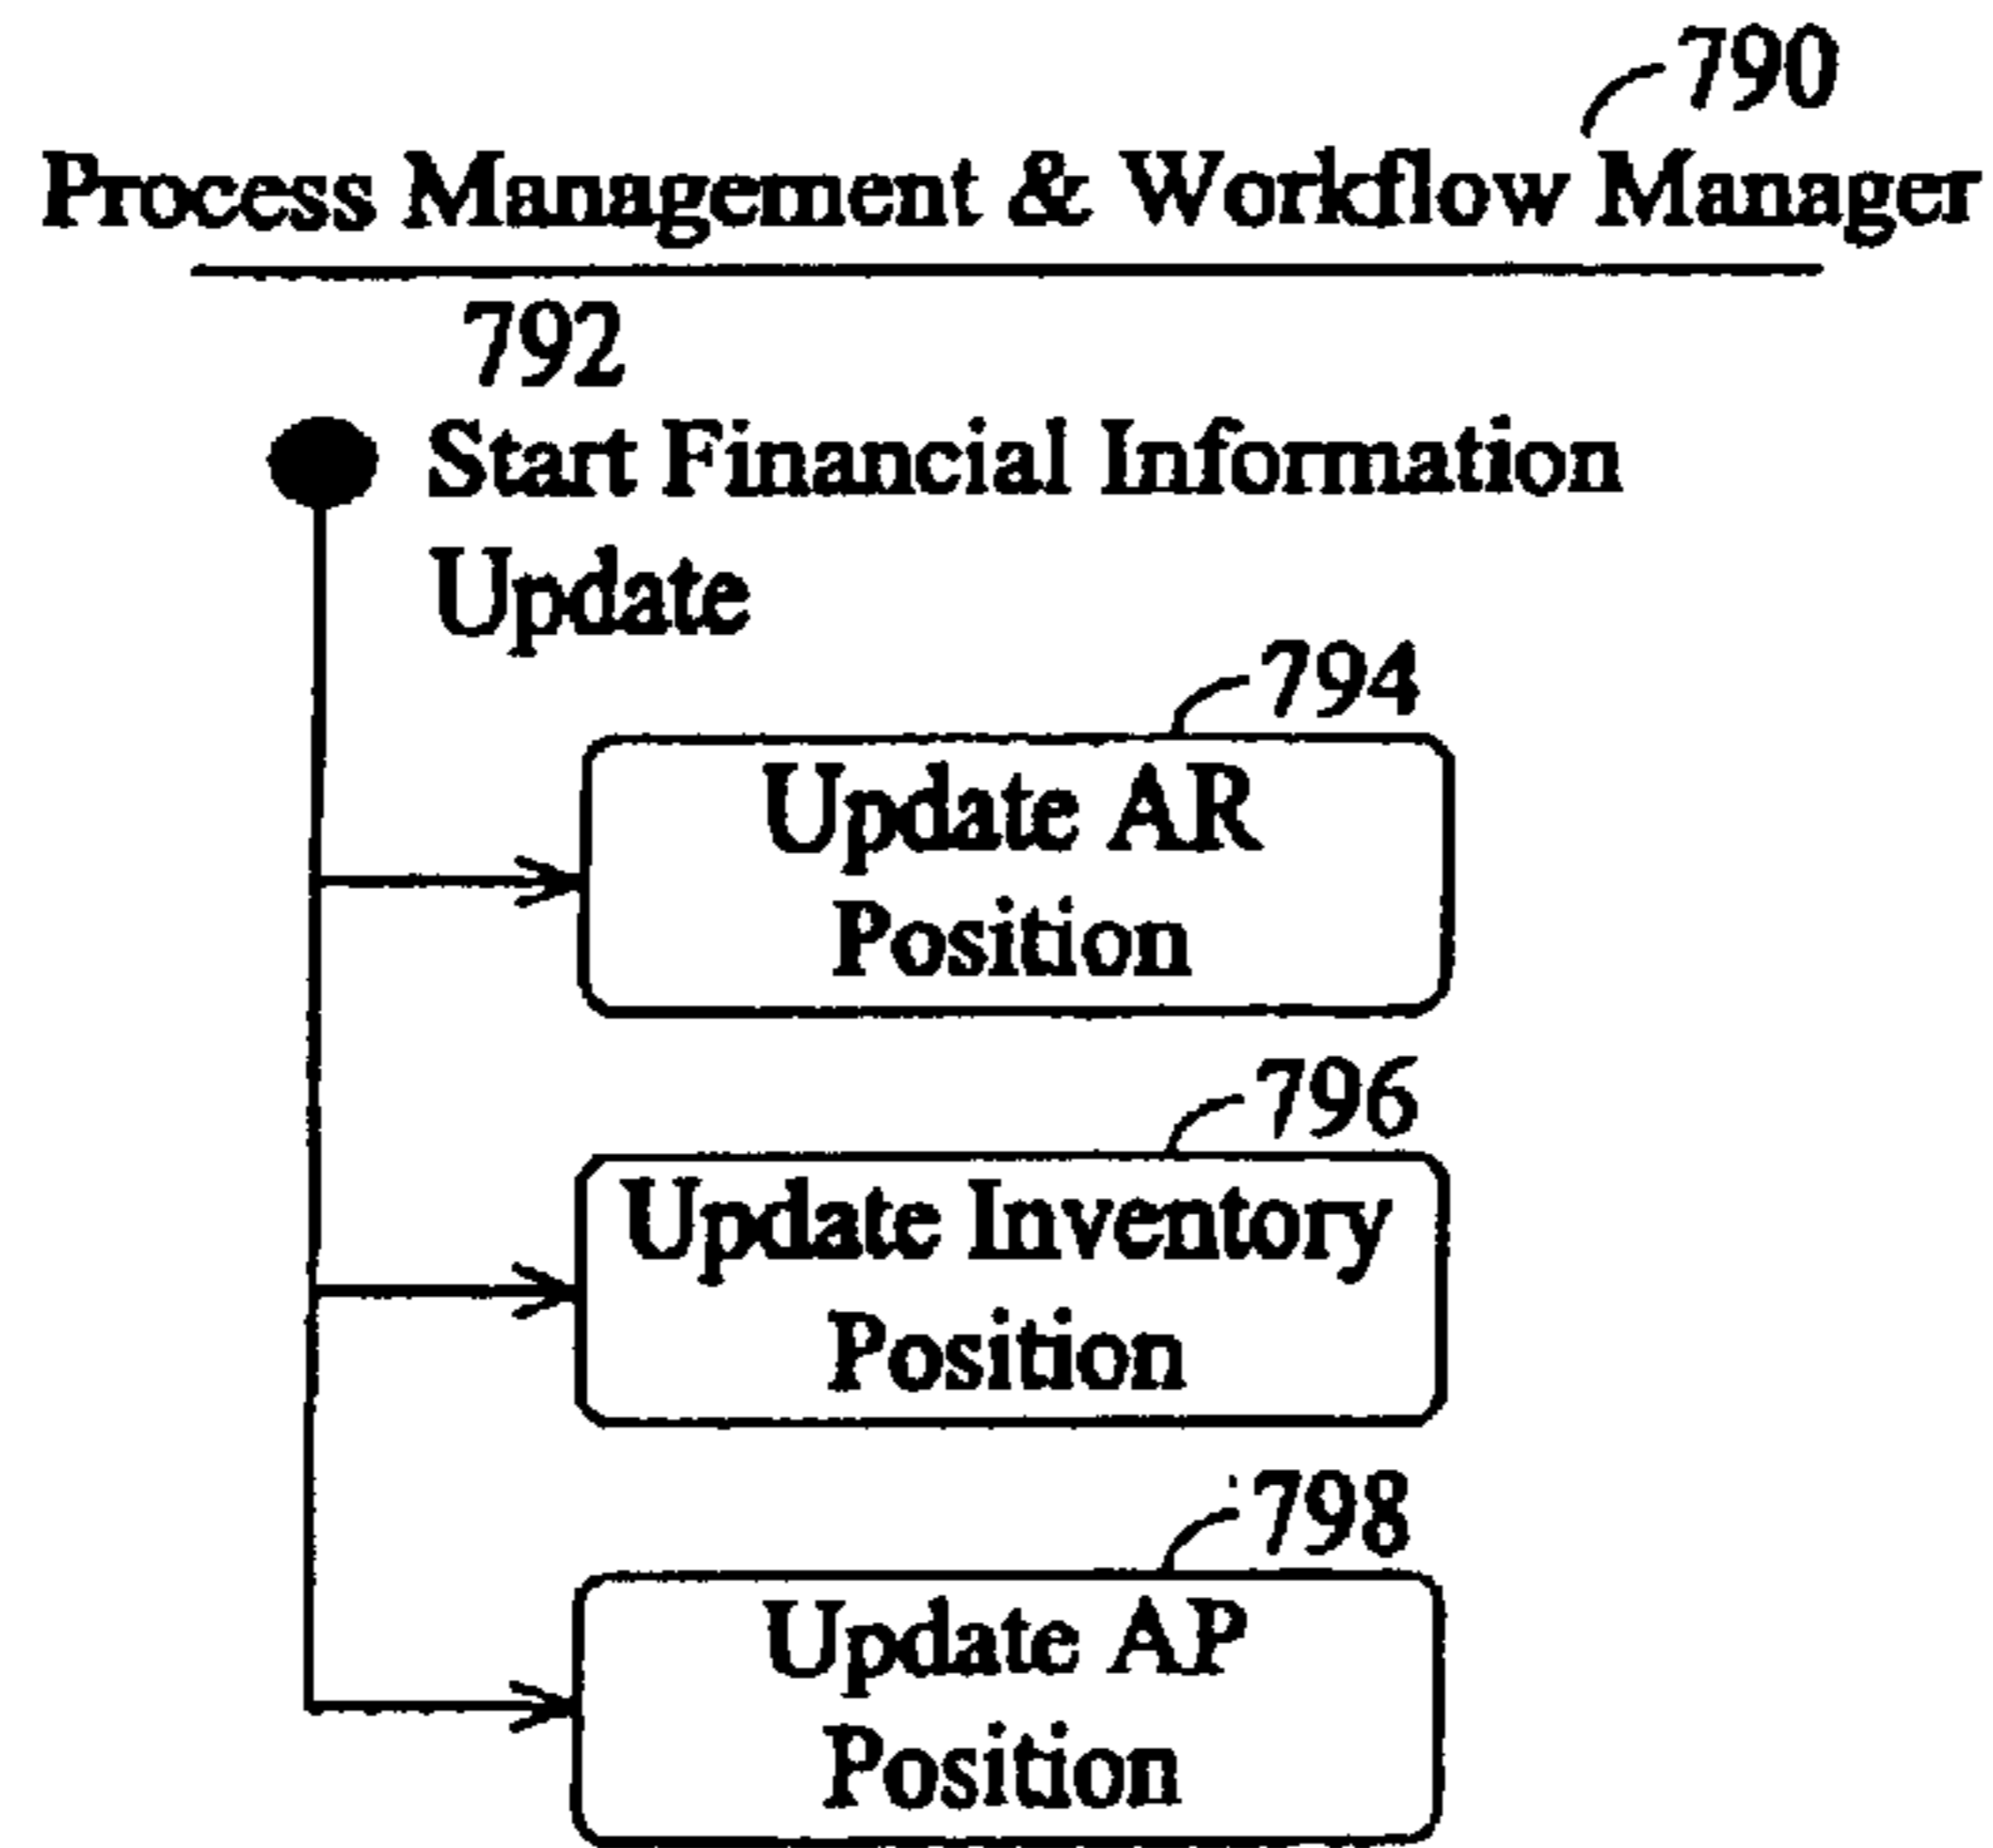 790
Process Management & Workflow Manager
792
Start Financial Information
Update
794
Update AR
Position
796
Update Inventory
Position
798
Update AP
Position